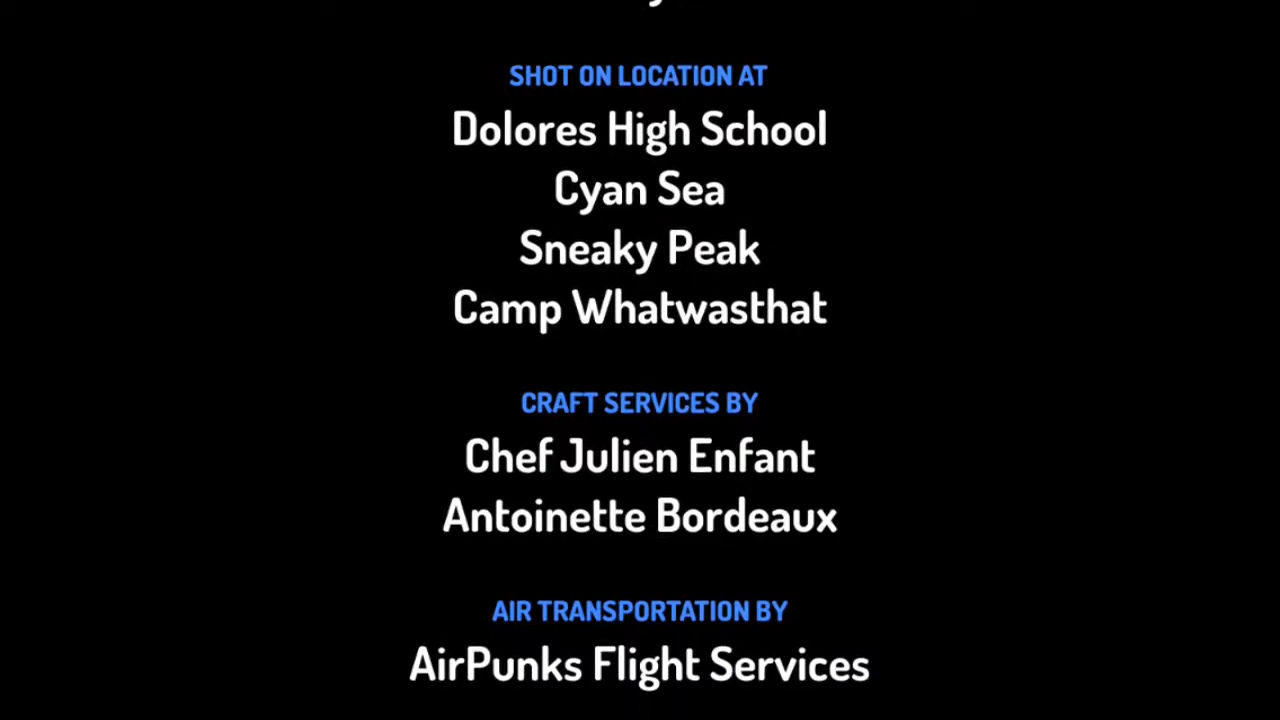 SHOT ON LOCATION AT
Dolores High School
Cyan Sea
Sneaky Peak
Camp Whatwasthat
CRAFT SERVICES BY
Chef Julien Enfant
Antoinette Bordeaux
AIR TRANSPORTATION BY
AirPunks Flight Services